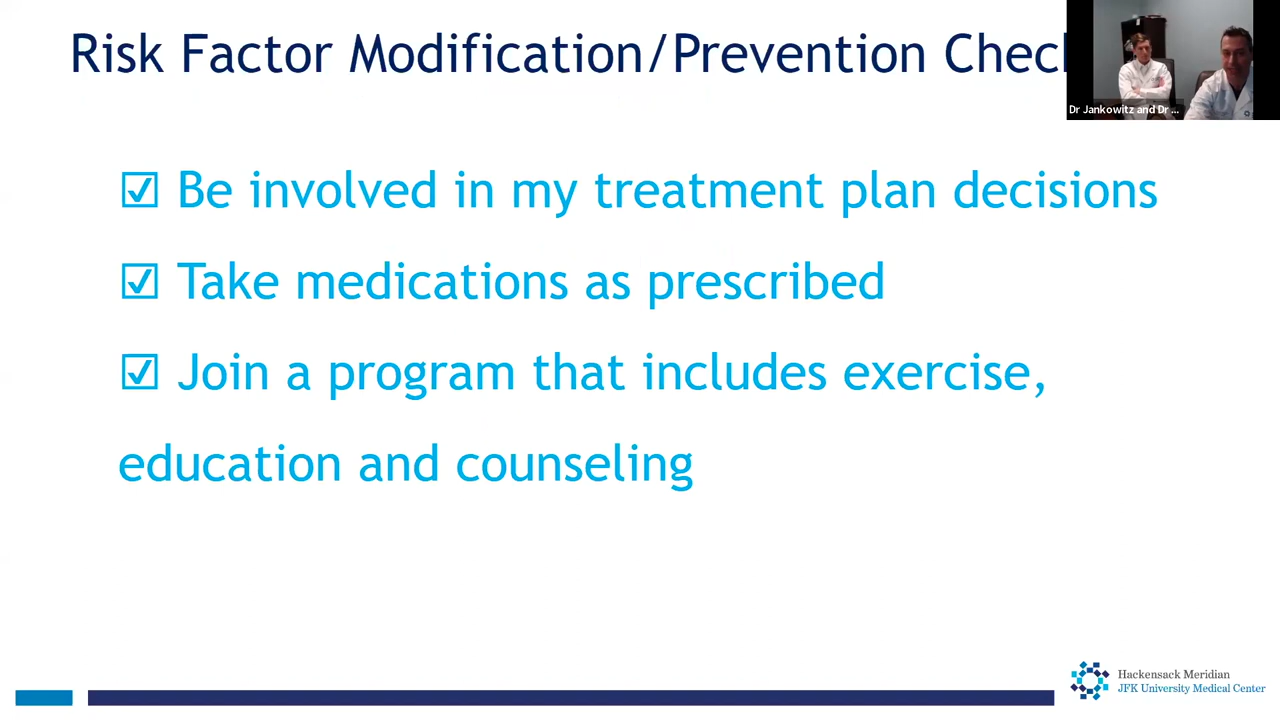 Risk Factor Modification/Prevention Chec
Dr Jankowitz and Dr ...
☑ Be involved in my treatment plan decisions
☑ Take medications as prescribed
☑ Join a program that includes exercise,
education and counseling
Hackensack Meridian
JFK University Medical Center